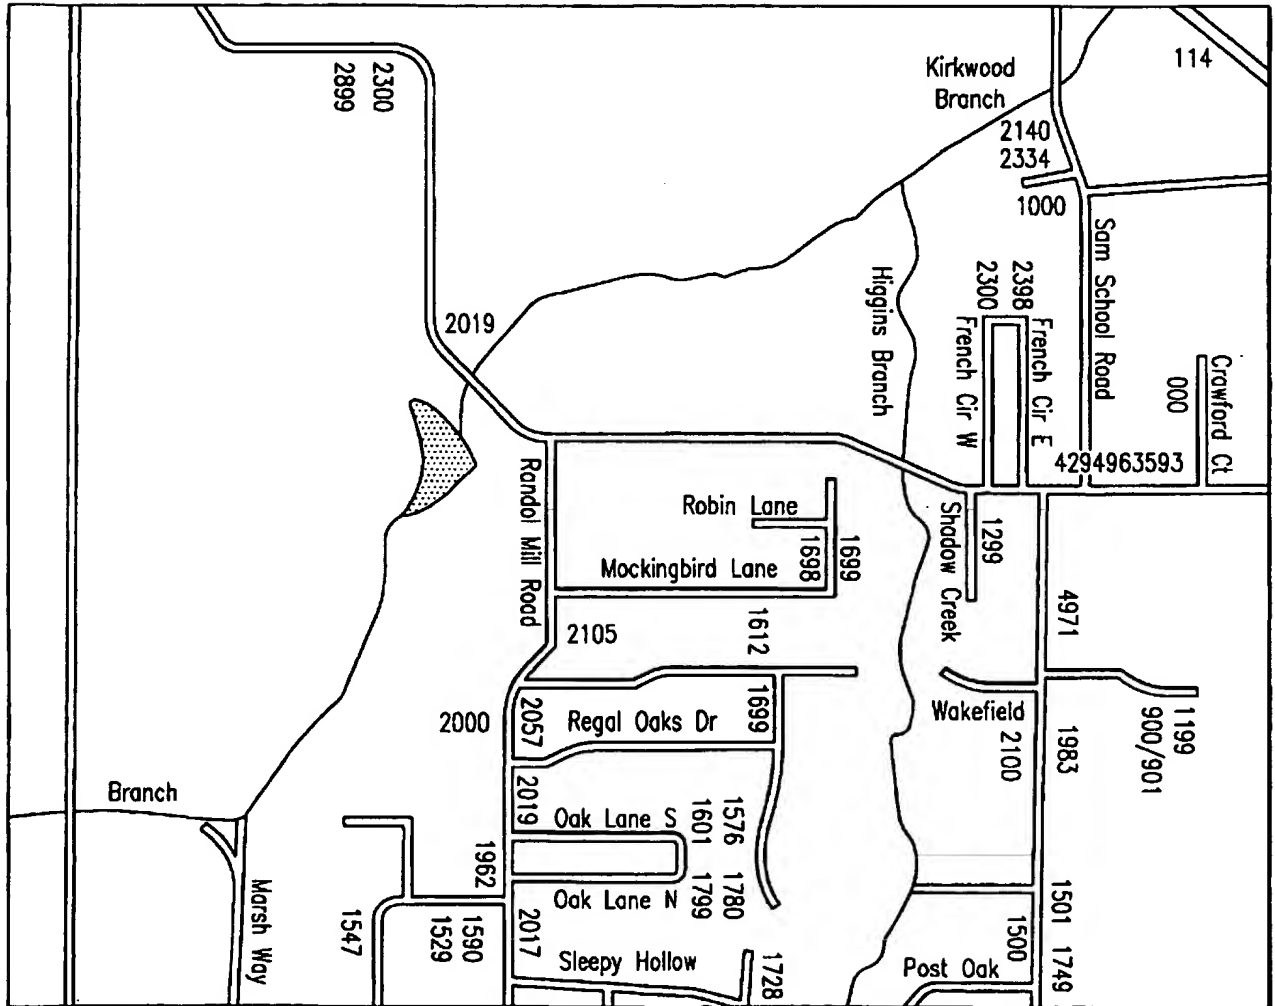 114
Kirkwood
Branch
2300
2899
2140
2334
1000
Sam School Road
Higgins Branch
2398
2300
French Cir E
French Cir W
2019
Crawford Ct
000
4294963593
Randol Mill Road
Robin Lane
1699
1698
Mockingbird Lane
Shadow Creek
1299
4971
2105
1612
2057
Regal Oaks Dr
1699
2000
Wakefield
2100
1983
1199
900/901
Branch
2019
Oak Lane S
1576
1601
1962
Oak Lane N
1780
1799
Marsh Way
1547
1590
1529
2017
Sleepy Hollow
1728
1501
1749
1500
Post Oak